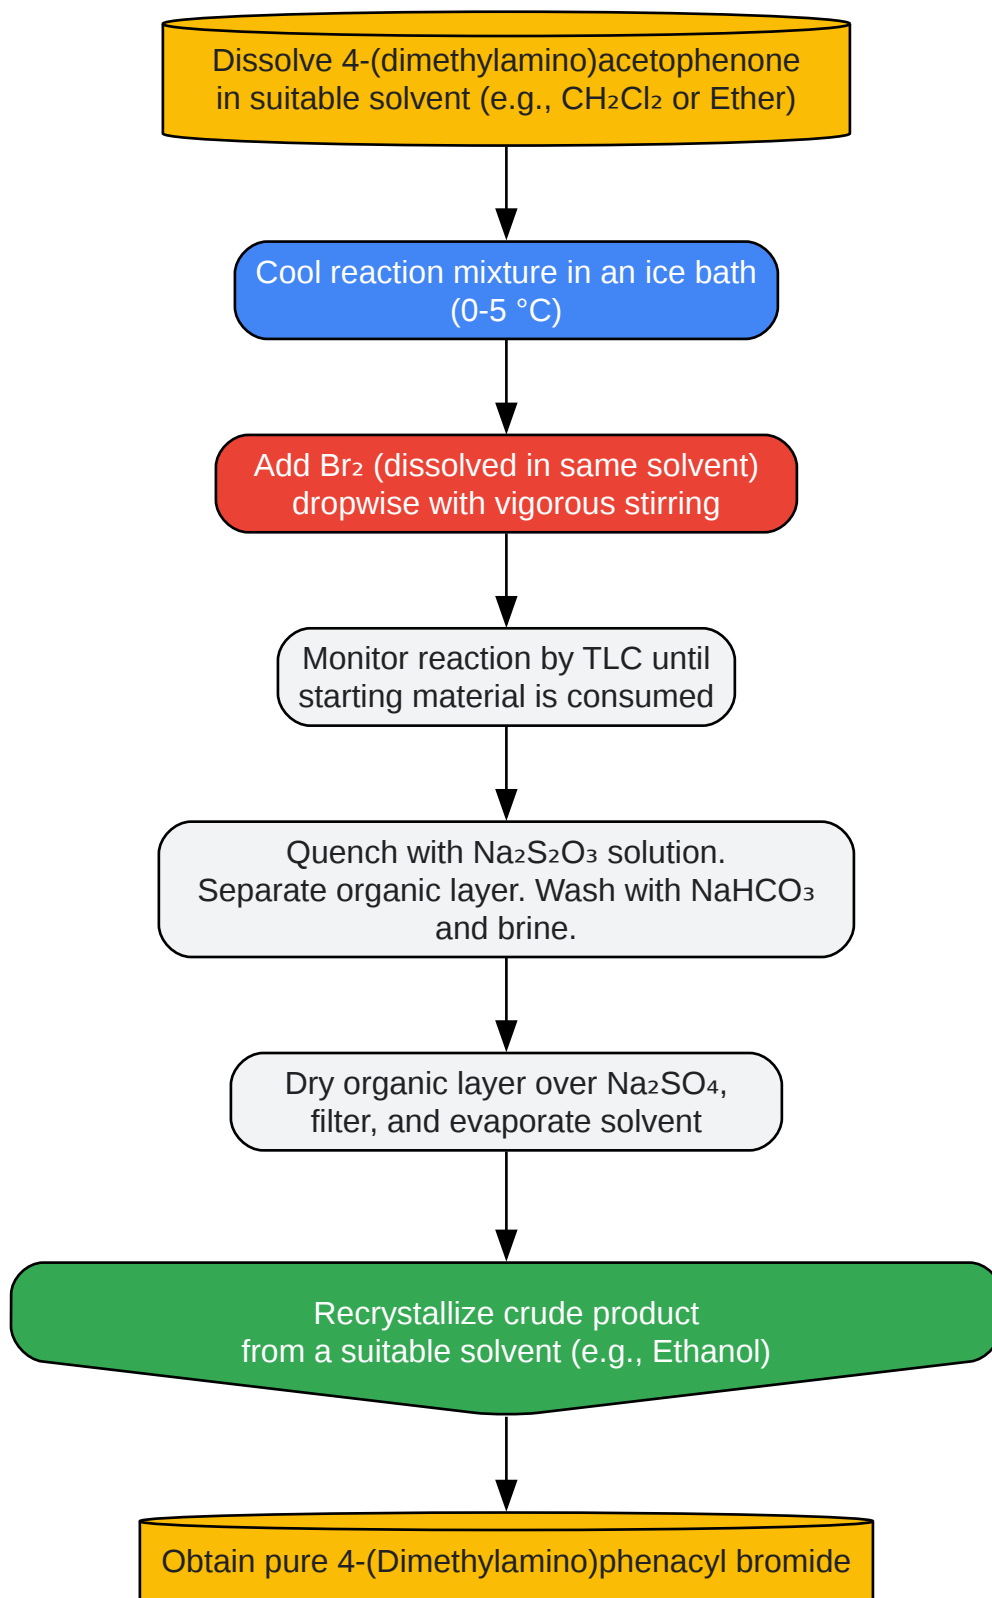 Dissolve 4-(dimethylamino)acetophenone
in suitable solvent (e.g., CH₂Cl₂ or Ether)
Cool reaction mixture in an ice bath
(0-5 °C)
Add Br₂ (dissolved in same solvent)
dropwise with vigorous stirring
Monitor reaction by TLC until
starting material is consumed
Quench with Na₂S₂O₃ solution.
Separate organic layer. Wash with NaHCO₃
and brine.
Dry organic layer over Na₂SO₄,
filter, and evaporate solvent
Recrystallize crude product
from a suitable solvent (e.g., Ethanol)
Obtain pure 4-(Dimethylamino)phenacyl bromide